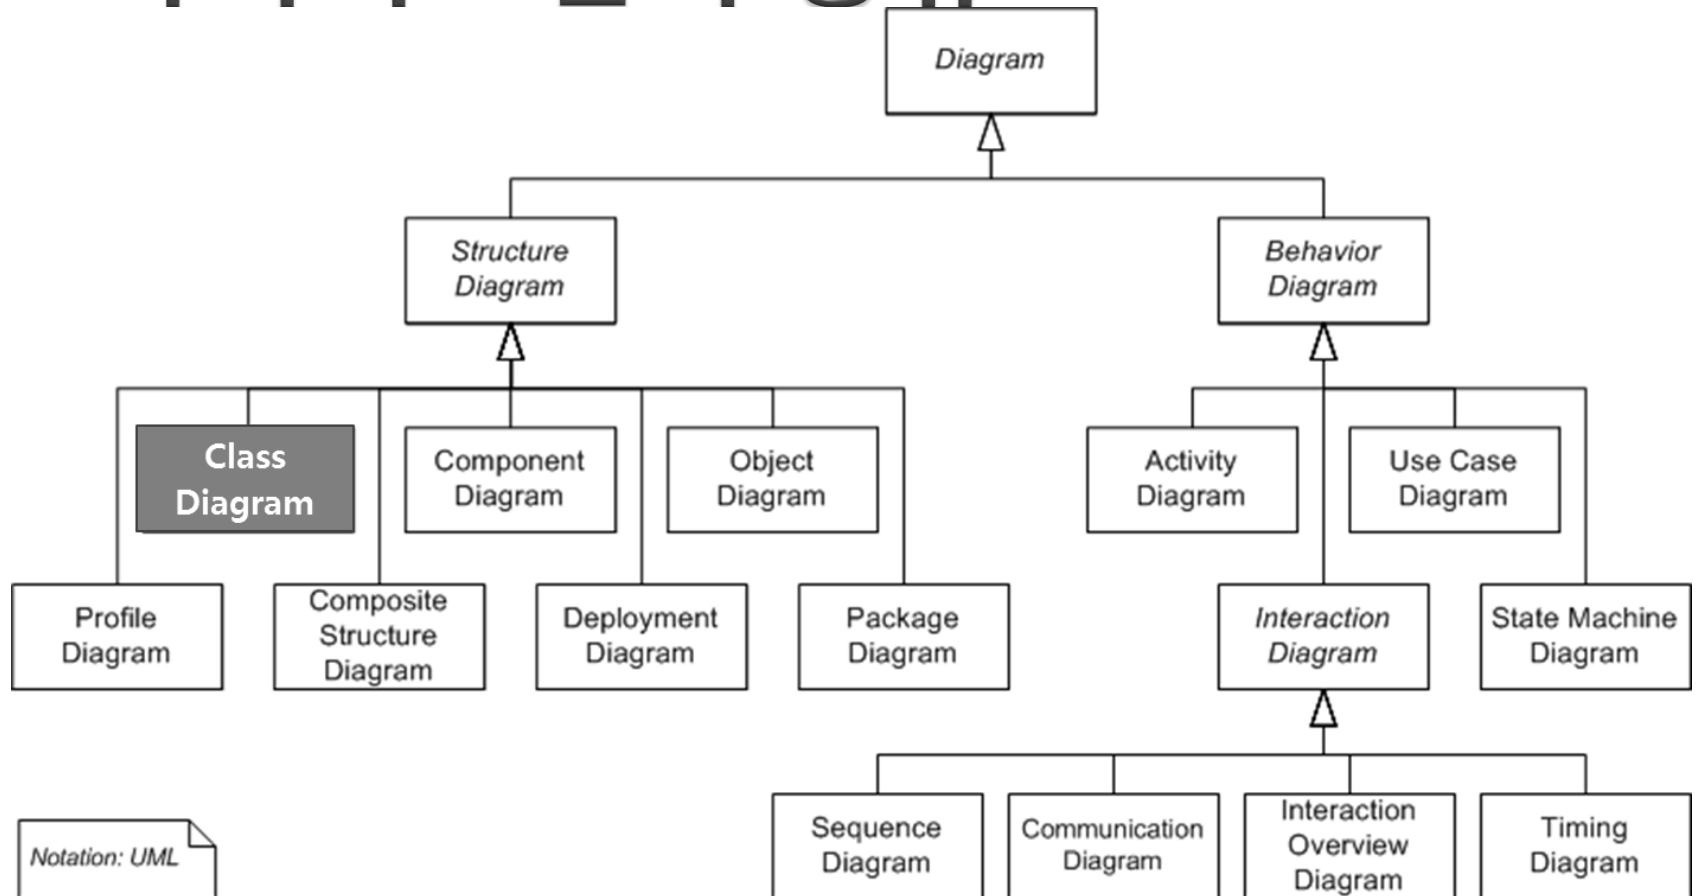 Diagram
Structure
Diagram
Behavior
Diagram
Class
Diagram
Component
Diagram
Object
Diagram
Activity
Diagram
Use Case
Diagram
Profile
Diagram
Composite
Structure
Diagram
Deployment
Diagram
Package
Diagram
Interaction
Diagram
State Machine
Diagram
Sequence
Diagram
Communication
Diagram
Interaction
Overview
Diagram
Timing
Diagram
Notation: UML